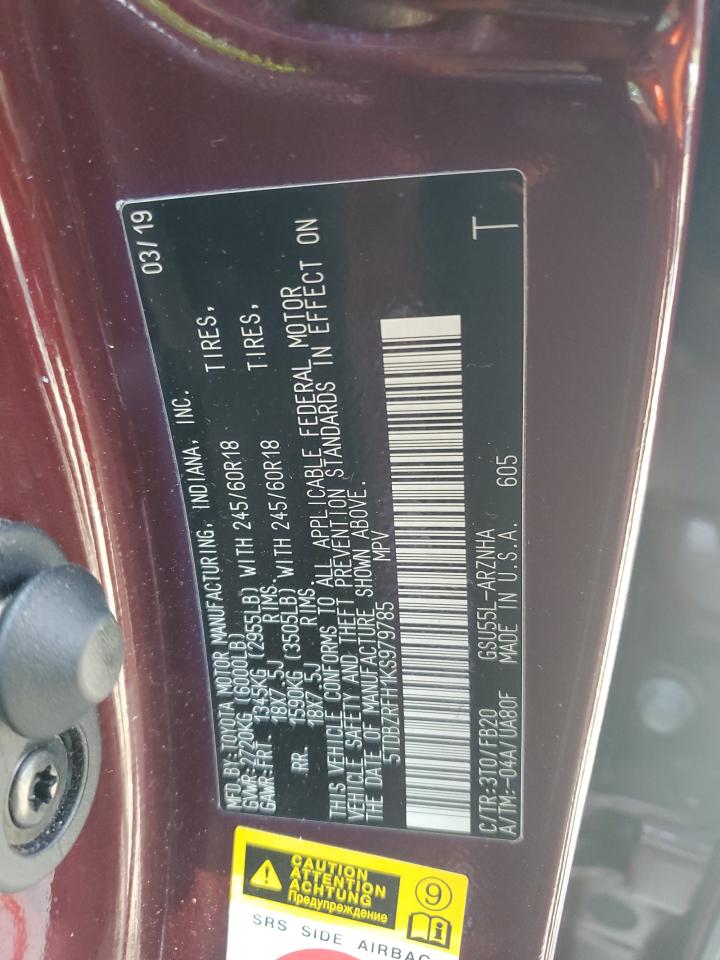 03/19
MFD.BY:TOYOTA MOTOR MANUFACTURING, INDIANA, INC.
GVWR:2720KG(6000LB)
GAWR:FRT. 1345KG (2955LB) WITH 245/60R18 TIRES,
18X7.5J RIMS.
RR. 1590KG (3505LB) WITH 245/60R18 TIRES,
18X7.5J RIMS
THIS VEHICLE CONFORMS TO ALL APPLICABLE FEDERAL MOTOR
VEHICLE SAFETY AND THEFT PREVENTION STANDARDS IN EFFECT ON
THE DATE OF MANUFACTURE SHOWN ABOVE.
5TDBZRFH1KS979785 MPV
C/TR:3T0/FB20 GSU55L-ARZNHA T
A/TM:-04A/UA80F MADE IN U.S.A. 605
CAUTION
ATTENTION
ACHTUNG
Предупреждение
9
SRS SIDE AIRBAG